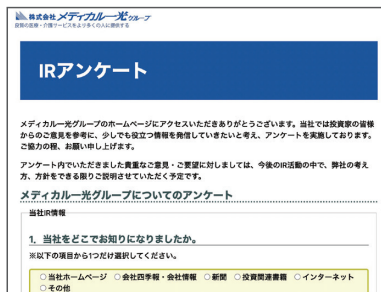 株式会社メディカル一光グループ
良質の医療・介護サービスをより多くの人に提供する
IRアンケート
メディカル一光グループのホームページにアクセスいただきありがとうございます。当社では投資家の皆様
からのご意見を参考に、少しでも役立つ情報を発信していきたいと考え、アンケートを実施しております。
ご協力の程、お願い申し上げます。
アンケート内でいただきました貴重なご意見・ご要望に対しましては、今後のIR活動の中で、弊社の考え
方、方針をできる限りご説明させていただく予定です。
メディカル一光グループについてのアンケート
当社IR情報
1．当社をどこでお知りになりましたか。
※以下の項目から1つだけ選択してください。
当社ホームページ 会社四季報・会社情報 新聞 投資関連書籍 インターネット
その他